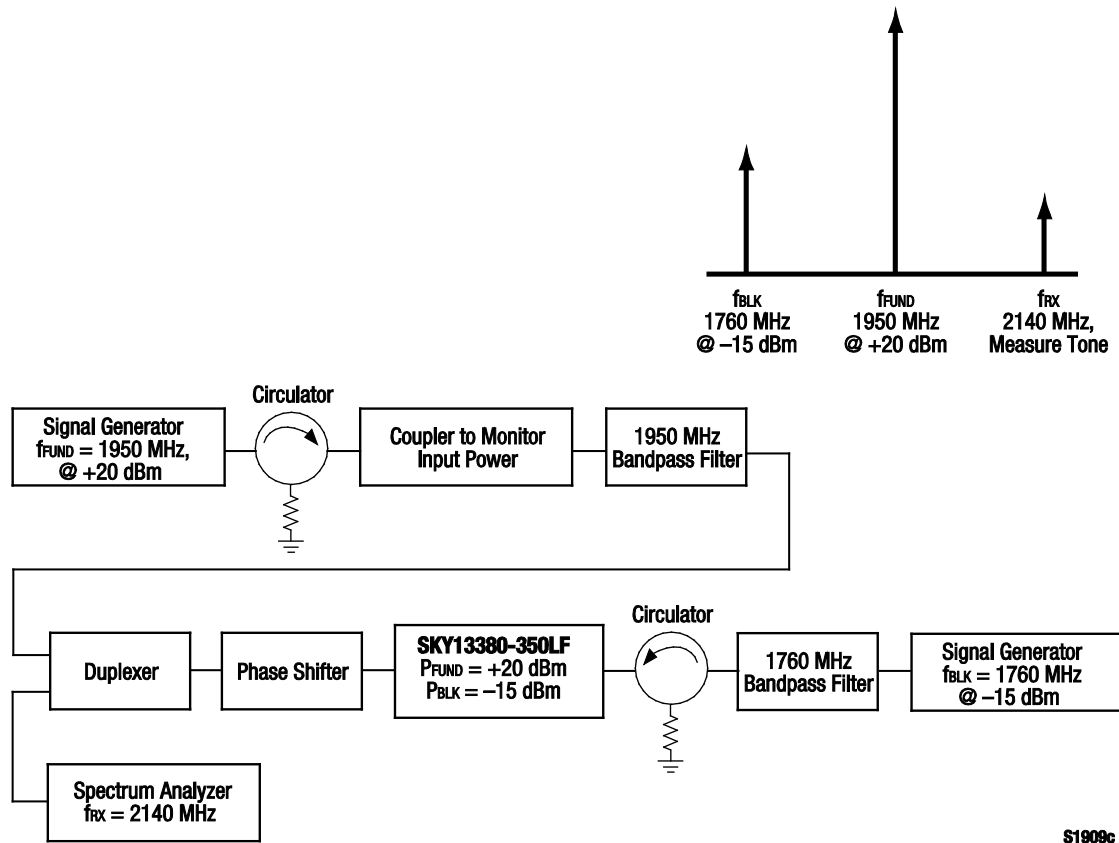 fBLK
1760 MHz
@ –15 dBm
fFUND
1950 MHz
@ +20 dBm
fRX
2140 MHz,
Measure Tone
Circulator
Signal Generator
fFUND = 1950 MHz,
@ +20 dBm
Coupler to Monitor
Input Power
1950 MHz
Bandpass Filter
Duplexer
Phase Shifter
SKY13380-350LF
PFUND = +20 dBm
PBLK = –15 dBm
Circulator
1760 MHz
Bandpass Filter
Signal Generator
fBLK = 1760 MHz
@ –15 dBm
Spectrum Analyzer
fRX = 2140 MHz
S1909c